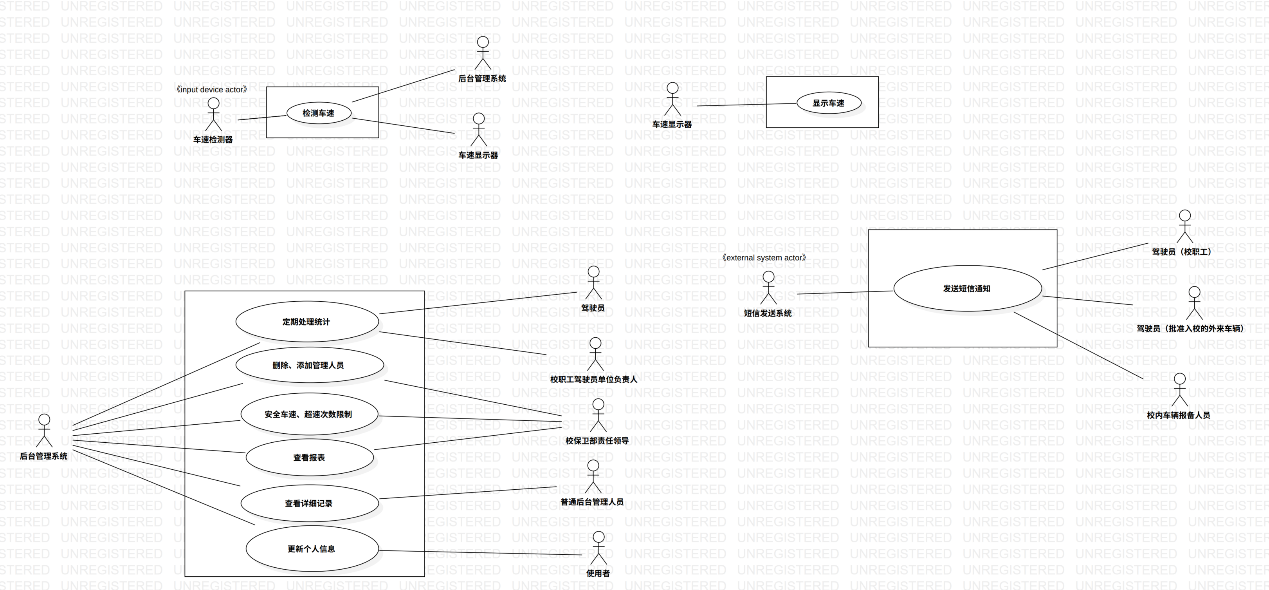 后台管理系统
《input device actor》
检测车速
车速检测器
车速显示器
显示车速
车速显示器
驾驶员（校职工）
《external system actor》
发送短信通知
短信发送系统
驾驶员（批准入校的外来车辆）
校内车辆报备人员
定期处理统计
驾驶员
删除、添加管理人员
校职工驾驶员单位负责人
安全车速、超速次数限制
校保卫部责任领导
后台管理系统
查看报表
查看详细记录
普通后台管理人员
更新个人信息
使用者
UNREGISTERED